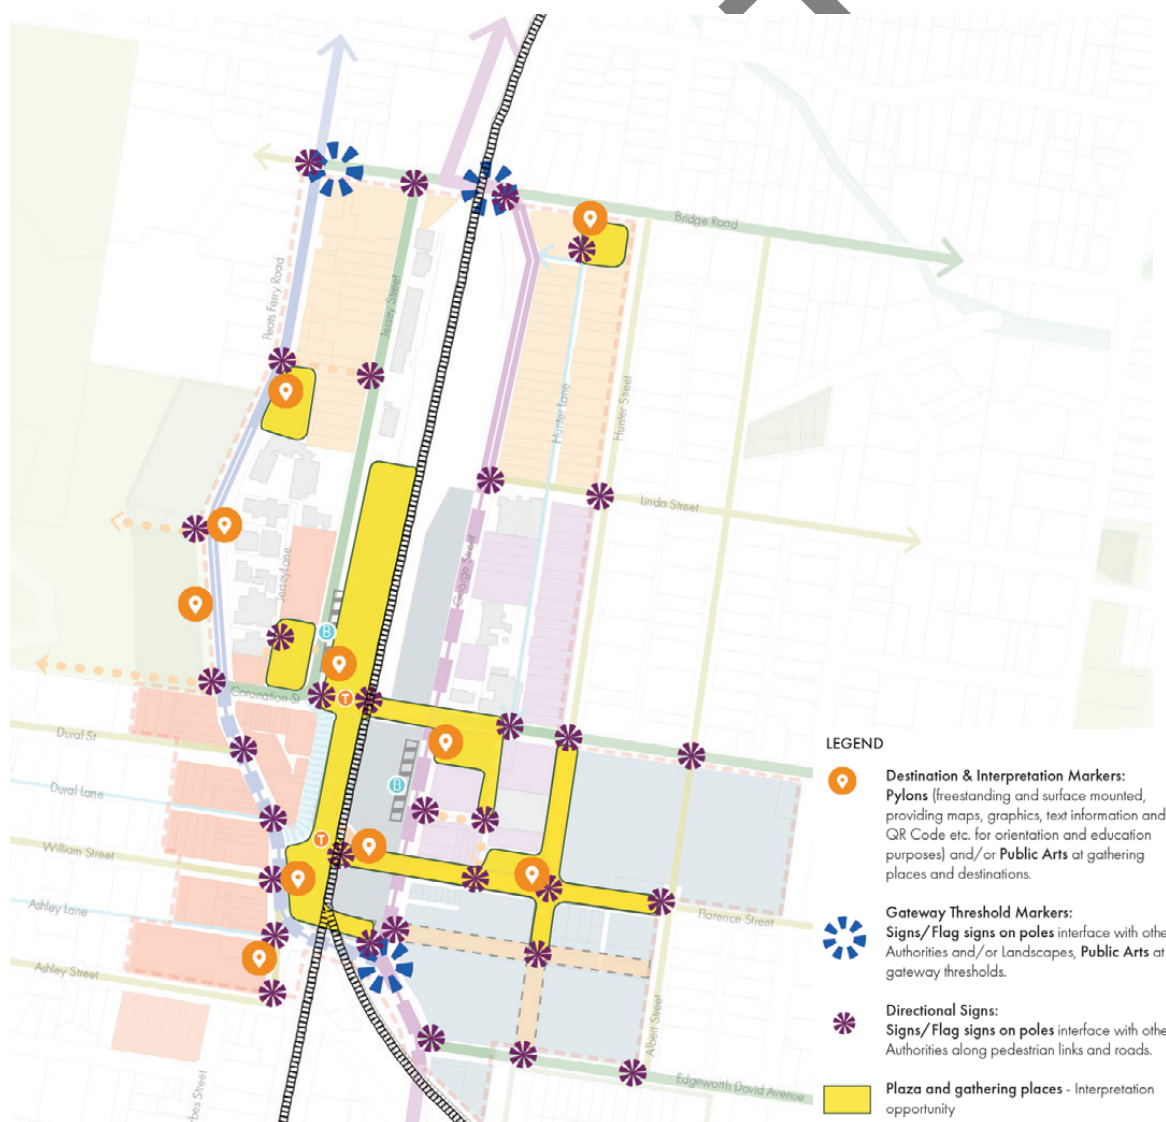 Bridge Road
Peats Ferry Road
Jersey Street
Hunter Lane
Hunter Street
Linda Street
George Street
Jersey Lane
B
T
Coronation St
Dural St
B
Dural Lane
T
William Street
Ashley Lane
Florence Street
Ashley Street
Albert Street
Edgeworth David Avenue
bes Street
LEGEND
Destination & Interpretation Markers:
Pylons (freestanding and surface mounted,
providing maps, graphics, text information and
QR Code etc. for orientation and education
purposes) and/or Public Arts at gathering
places and destinations.
Gateway Threshold Markers:
Signs/Flag signs on poles interface with othe
Authorities and/or Landscapes, Public Arts at
gateway thresholds.
Directional Signs:
Signs/Flag signs on poles interface with othe
Authorities along pedestrian links and roads.
Plaza and gathering places - Interpretation
opportunity